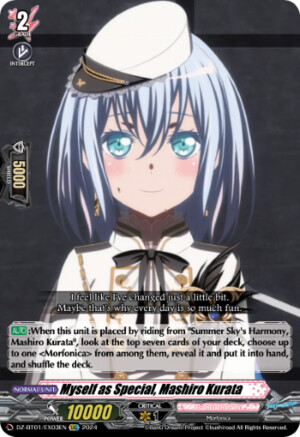 2
GRADE
INTERCEPT
5000
SHIELD
I feel like I've changed just a little bit.
Maybe that's why every day is so much fun.
AUTO:When this unit is placed by riding from "Summer Sky's Harmony,
Mashiro Kurata", look at the top seven cards of your deck, choose up
to one <Morfonica> from among them, reveal it and put it into hand,
and shuffle the deck.
NORMAL UNIT
Myself as Special, Mashiro Kurata
POWER 10000 CRITICAL 1 Morfonica
DZ-BT01/EX03EN 2024